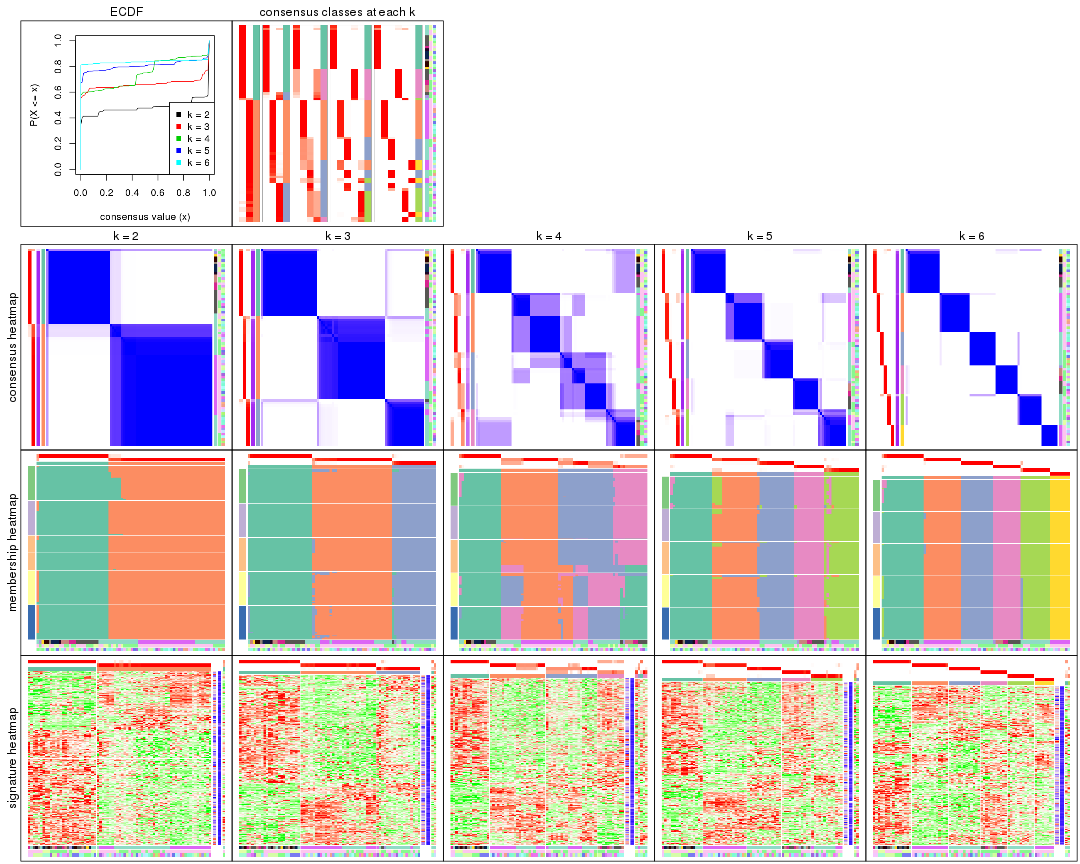 ECDF
consensus classes at each k
P(X <= x)
0.0 0.2 0.4 0.6 0.8 1.0
k = 2
k = 3
k = 4
k = 5
k = 6
0.0 0.2 0.4 0.6 0.8 1.0
consensus value (x)
k = 2 k = 3 k = 4 k = 5 k = 6
consensus heatmap
membership heatmap
signature heatmap